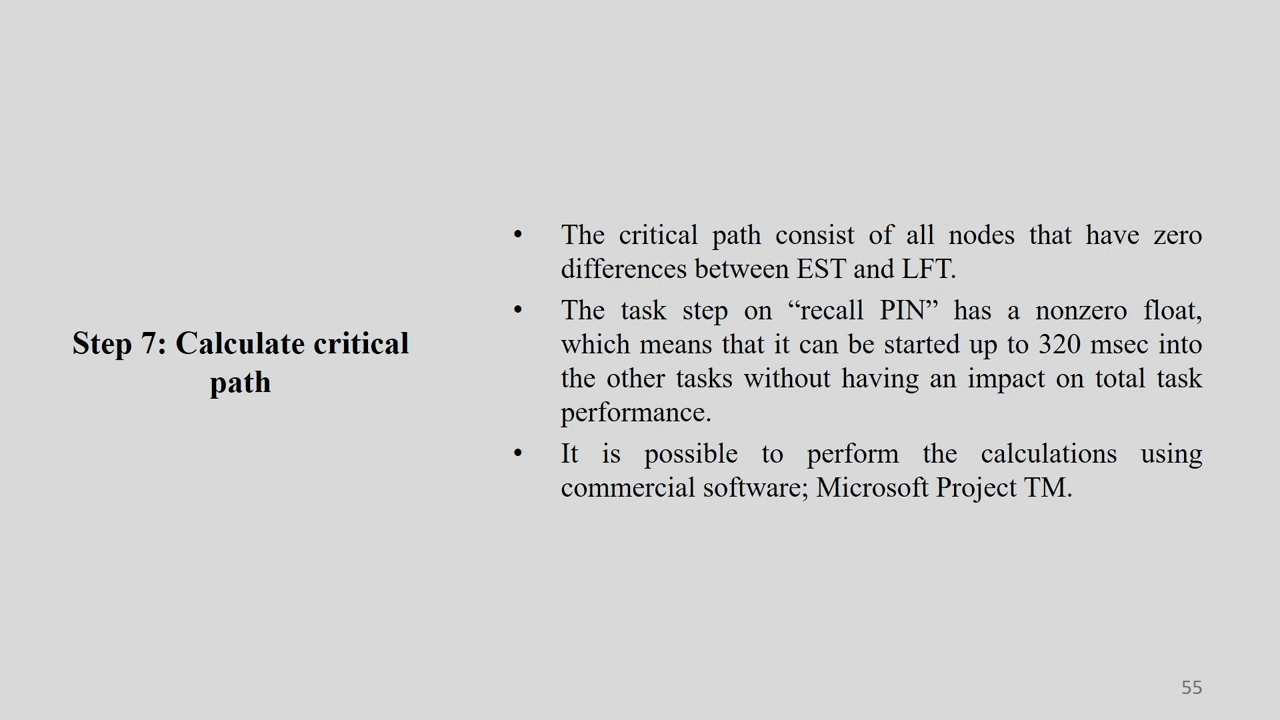 Step 7: Calculate critical
path
• The critical path consist of all nodes that have zero
differences between EST and LFT.
• The task step on “recall PIN” has a nonzero float,
which means that it can be started up to 320 msec into
the other tasks without having an impact on total task
performance.
• It is possible to perform the calculations using
commercial software; Microsoft Project TM.
55